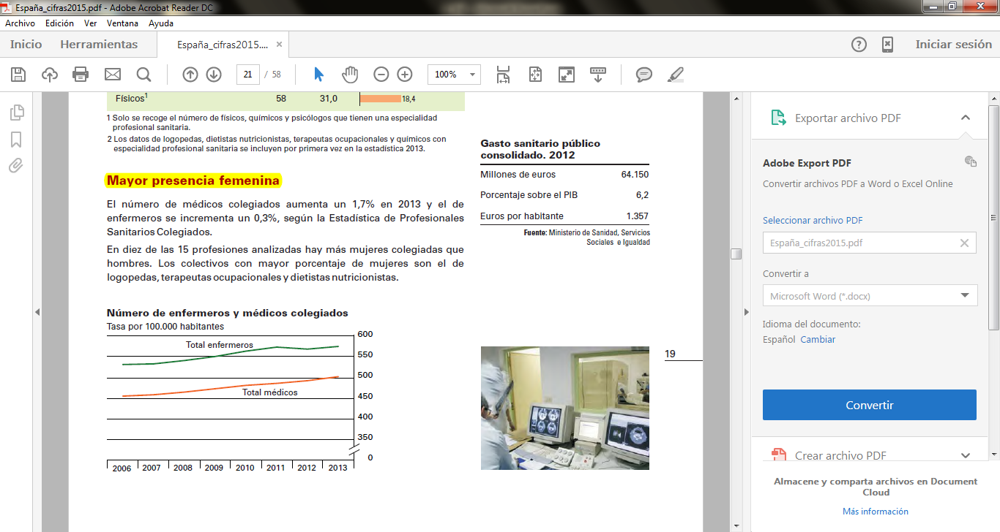 España_cifras2015.pdf - Adobe Acrobat Reader DC
Archivo Edición Ver Ventana Ayuda
Inicio Herramientas España_cifras2015.... × Iniciar sesión
21 / 58 100%
Físicos1 58 31,0 18,4
1 Solo se recoge el número de físicos, químicos y psicólogos que tienen una especialidad
profesional sanitaria.
2 Los datos de logopedas, dietistas nutricionistas, terapeutas ocupacionales y químicos con
especialidad profesional sanitaria se incluyen por primera vez en la estadística 2013.
Mayor presencia femenina
El número de médicos colegiados aumenta un 1,7% en 2013 y el de
enfermeros se incrementa un 0,3%, según la Estadística de Profesionales
Sanitarios Colegiados.
En diez de las 15 profesiones analizadas hay más mujeres colegiadas que
hombres. Los colectivos con mayor porcentaje de mujeres son el de
logopedas, terapeutas ocupacionales y dietistas nutricionistas.
Número de enfermeros y médicos colegiados
Tasa por 100.000 habitantes
600
Total enfermeros
550
500
Total médicos
450
400
350
0
2006 2007 2008 2009 2010 2011 2012 2013
Gasto sanitario público
consolidado. 2012
Millones de euros 64.150
Porcentaje sobre el PIB 6,2
Euros por habitante 1.357
Fuente: Ministerio de Sanidad, Servicios
Sociales e Igualdad
19
Exportar archivo PDF
Adobe Export PDF
Convertir archivos PDF a Word o Excel Online
Seleccionar archivo PDF
España_cifras2015.pdf
Convertir a
Microsoft Word (*.docx)
Idioma del documento:
Español Cambiar
Convertir
Crear archivo PDF
Almacene y comparta archivos en Document
Cloud
Más información